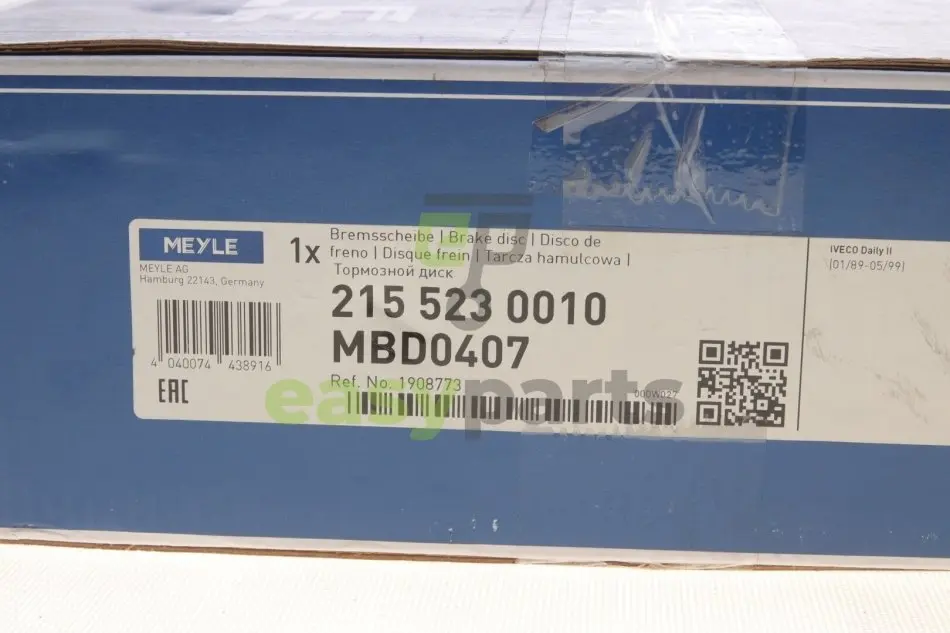 MEYLE
MEYLE AG
Hamburg 22143, Germany
4 040074 438916
EAC
1x
Bremsscheibe | Brake disc | Disco de
freno | Disque frein | Tarcza hamulcowa |
Тормозной диск
215 523 0010
MBD0407
Ref. No. 1908773
000W027
IVECO Daily II
(01/89-05/99)
easyparts